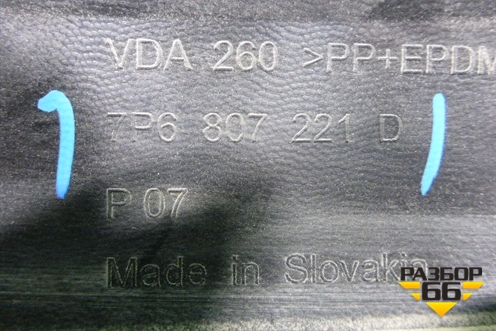 VDA 260 >PP+EPDM
7P6 807 221 D
P 07
Made in Slovakia
РАЗБОР
66